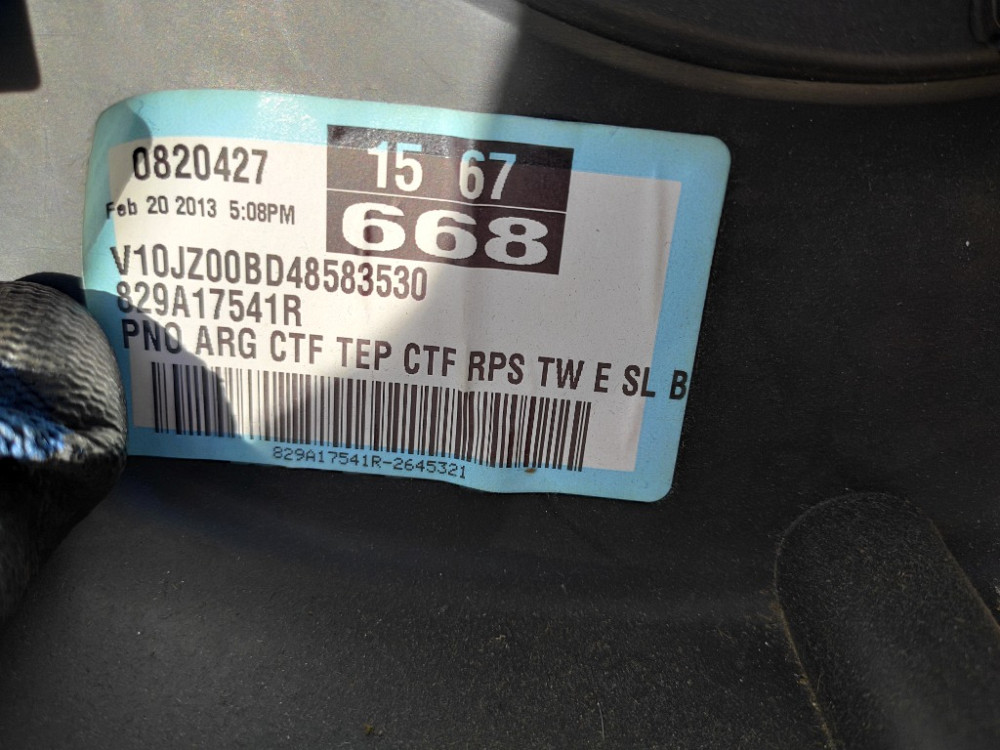 0820427
15 67
Feb 20 2013 5:08PM
668
V10JZ00BD48583530
829A17541R
PNO ARG CTF TEP CTF RPS TW E SL B
829A17541R-2645321